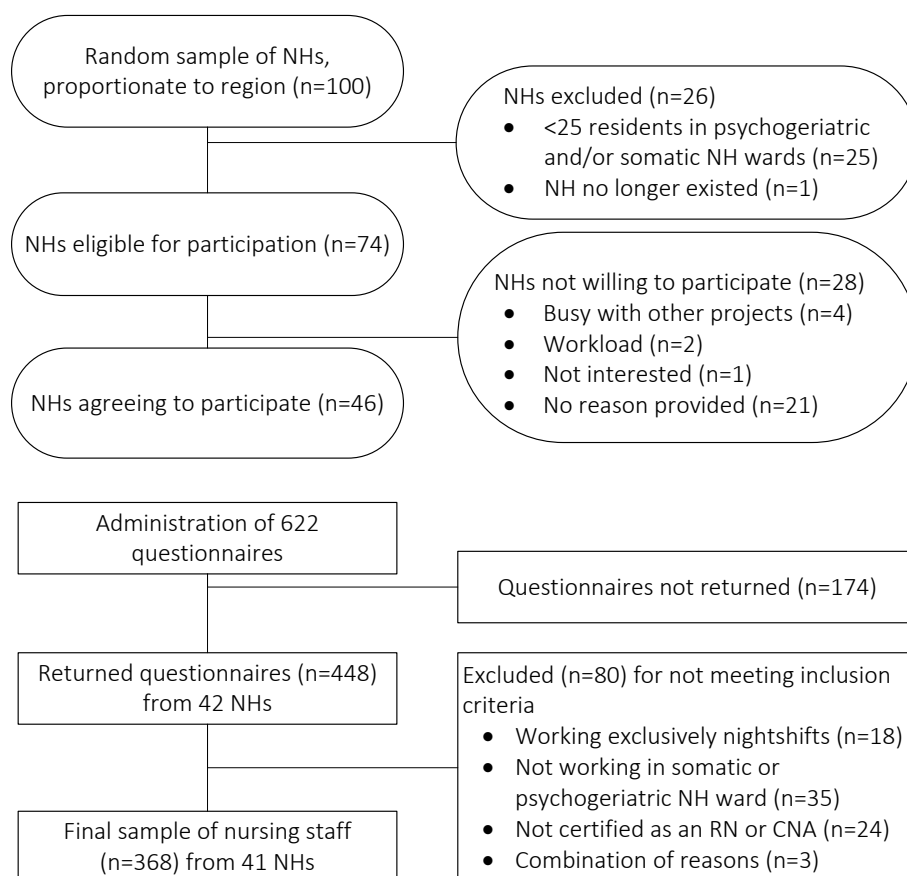 Random sample of NHs,
proportionate to region (n=100)
NHs excluded (n=26)
• <25 residents in psychogeriatric
and/or somatic NH wards (n=25)
• NH no longer existed (n=1)
NHs eligible for participation (n=74)
NHs not willing to participate (n=28)
• Busy with other projects (n=4)
• Workload (n=2)
• Not interested (n=1)
• No reason provided (n=21)
NHs agreeing to participate (n=46)
Administration of 622
questionnaires
Questionnaires not returned (n=174)
Returned questionnaires (n=448)
from 42 NHs
Excluded (n=80) for not meeting inclusion
criteria
• Working exclusively nightshifts (n=18)
• Not working in somatic or
psychogeriatric NH ward (n=35)
• Not certified as an RN or CNA (n=24)
• Combination of reasons (n=3)
Final sample of nursing staff
(n=368) from 41 NHs